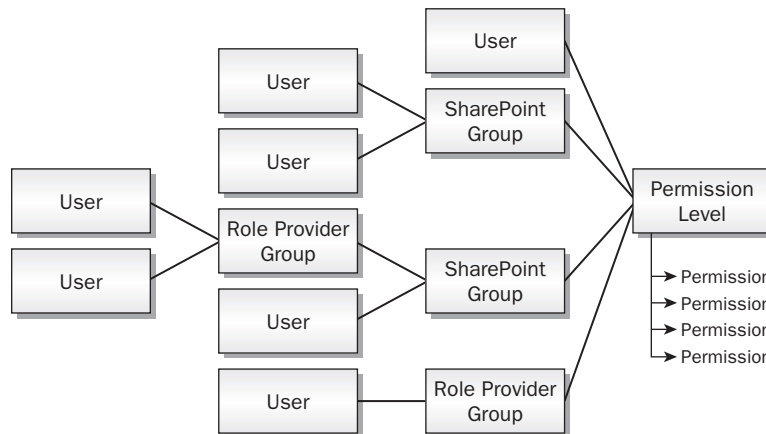 User
User
SharePoint
Group
User
User
Role Provider
Group
Permission
Level
User
SharePoint
Group
User
User
Role Provider
Group
Permission
Permission
Permission
Permission